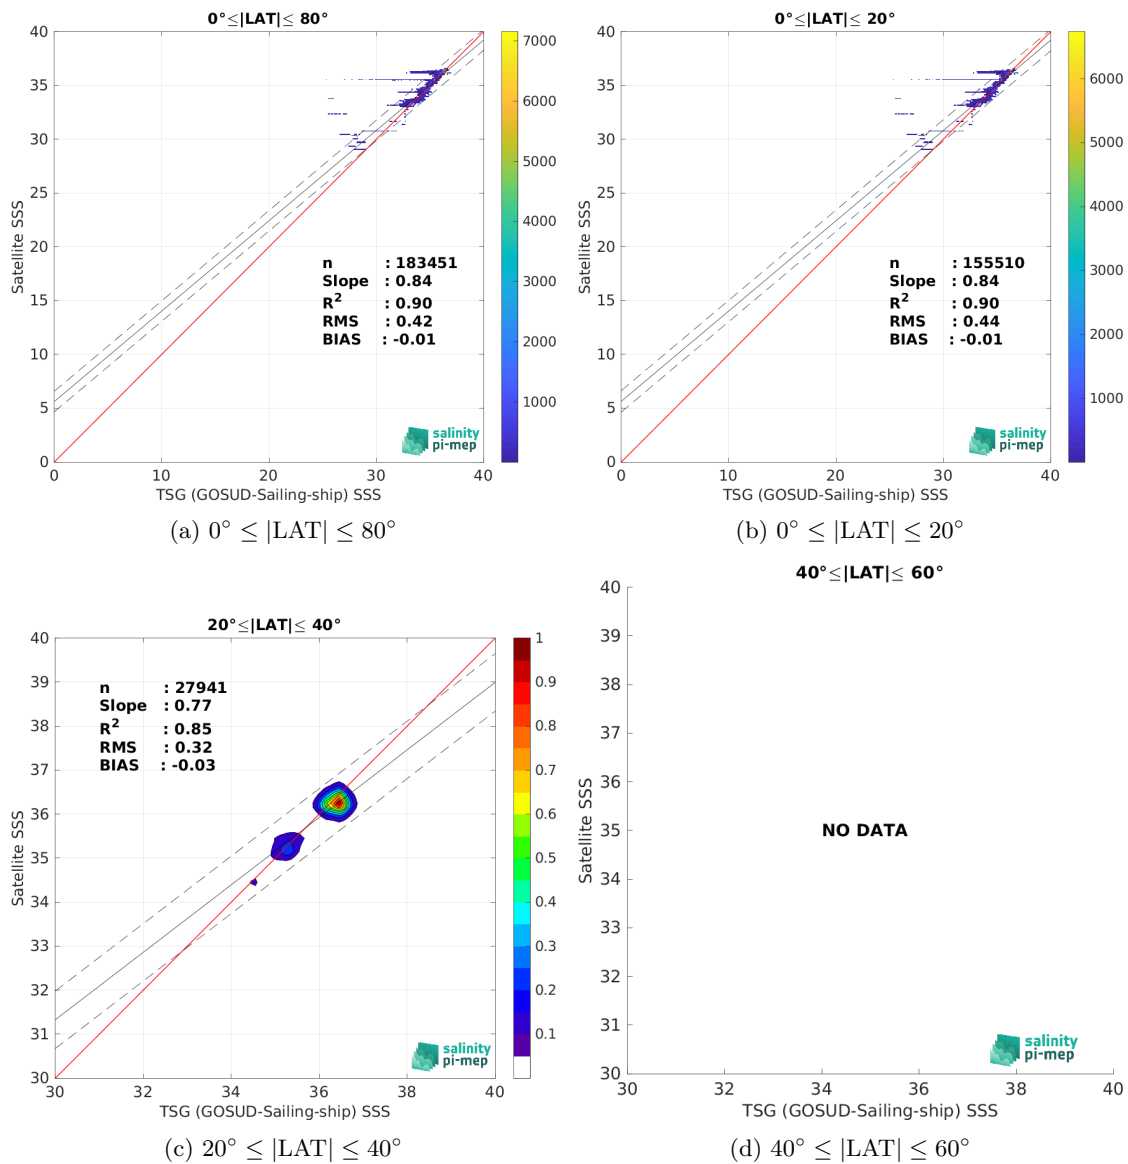 0°≤|LAT|≤ 80°
40
35
30
25
20
15
10
5
0
Satellite SSS
n : 183451
Slope : 0.84
R² : 0.90
RMS : 0.42
BIAS : -0.01
salinity
pi-mep
0 10 20 30 40
TSG (GOSUD-Sailing-ship) SSS
7000
6000
5000
4000
3000
2000
1000
(a) 0° ≤ |LAT| ≤ 80°
0°≤|LAT|≤ 20°
40
35
30
25
20
15
10
5
0
Satellite SSS
n : 155510
Slope : 0.84
R² : 0.90
RMS : 0.44
BIAS : -0.01
salinity
pi-mep
0 10 20 30 40
TSG (GOSUD-Sailing-ship) SSS
6000
5000
4000
3000
2000
1000
(b) 0° ≤ |LAT| ≤ 20°
20°≤|LAT|≤ 40°
40
39
38
37
36
35
34
33
32
31
30
Satellite SSS
n : 27941
Slope : 0.77
R² : 0.85
RMS : 0.32
BIAS : -0.03
salinity
pi-mep
30 32 34 36 38 40
TSG (GOSUD-Sailing-ship) SSS
1
0.9
0.8
0.7
0.6
0.5
0.4
0.3
0.2
0.1
(c) 20° ≤ |LAT| ≤ 40°
40°≤|LAT|≤ 60°
40
39
38
37
36
35
34
33
32
31
30
Satellite SSS
NO DATA
salinity
pi-mep
30 32 34 36 38 40
TSG (GOSUD-Sailing-ship) SSS
(d) 40° ≤ |LAT| ≤ 60°